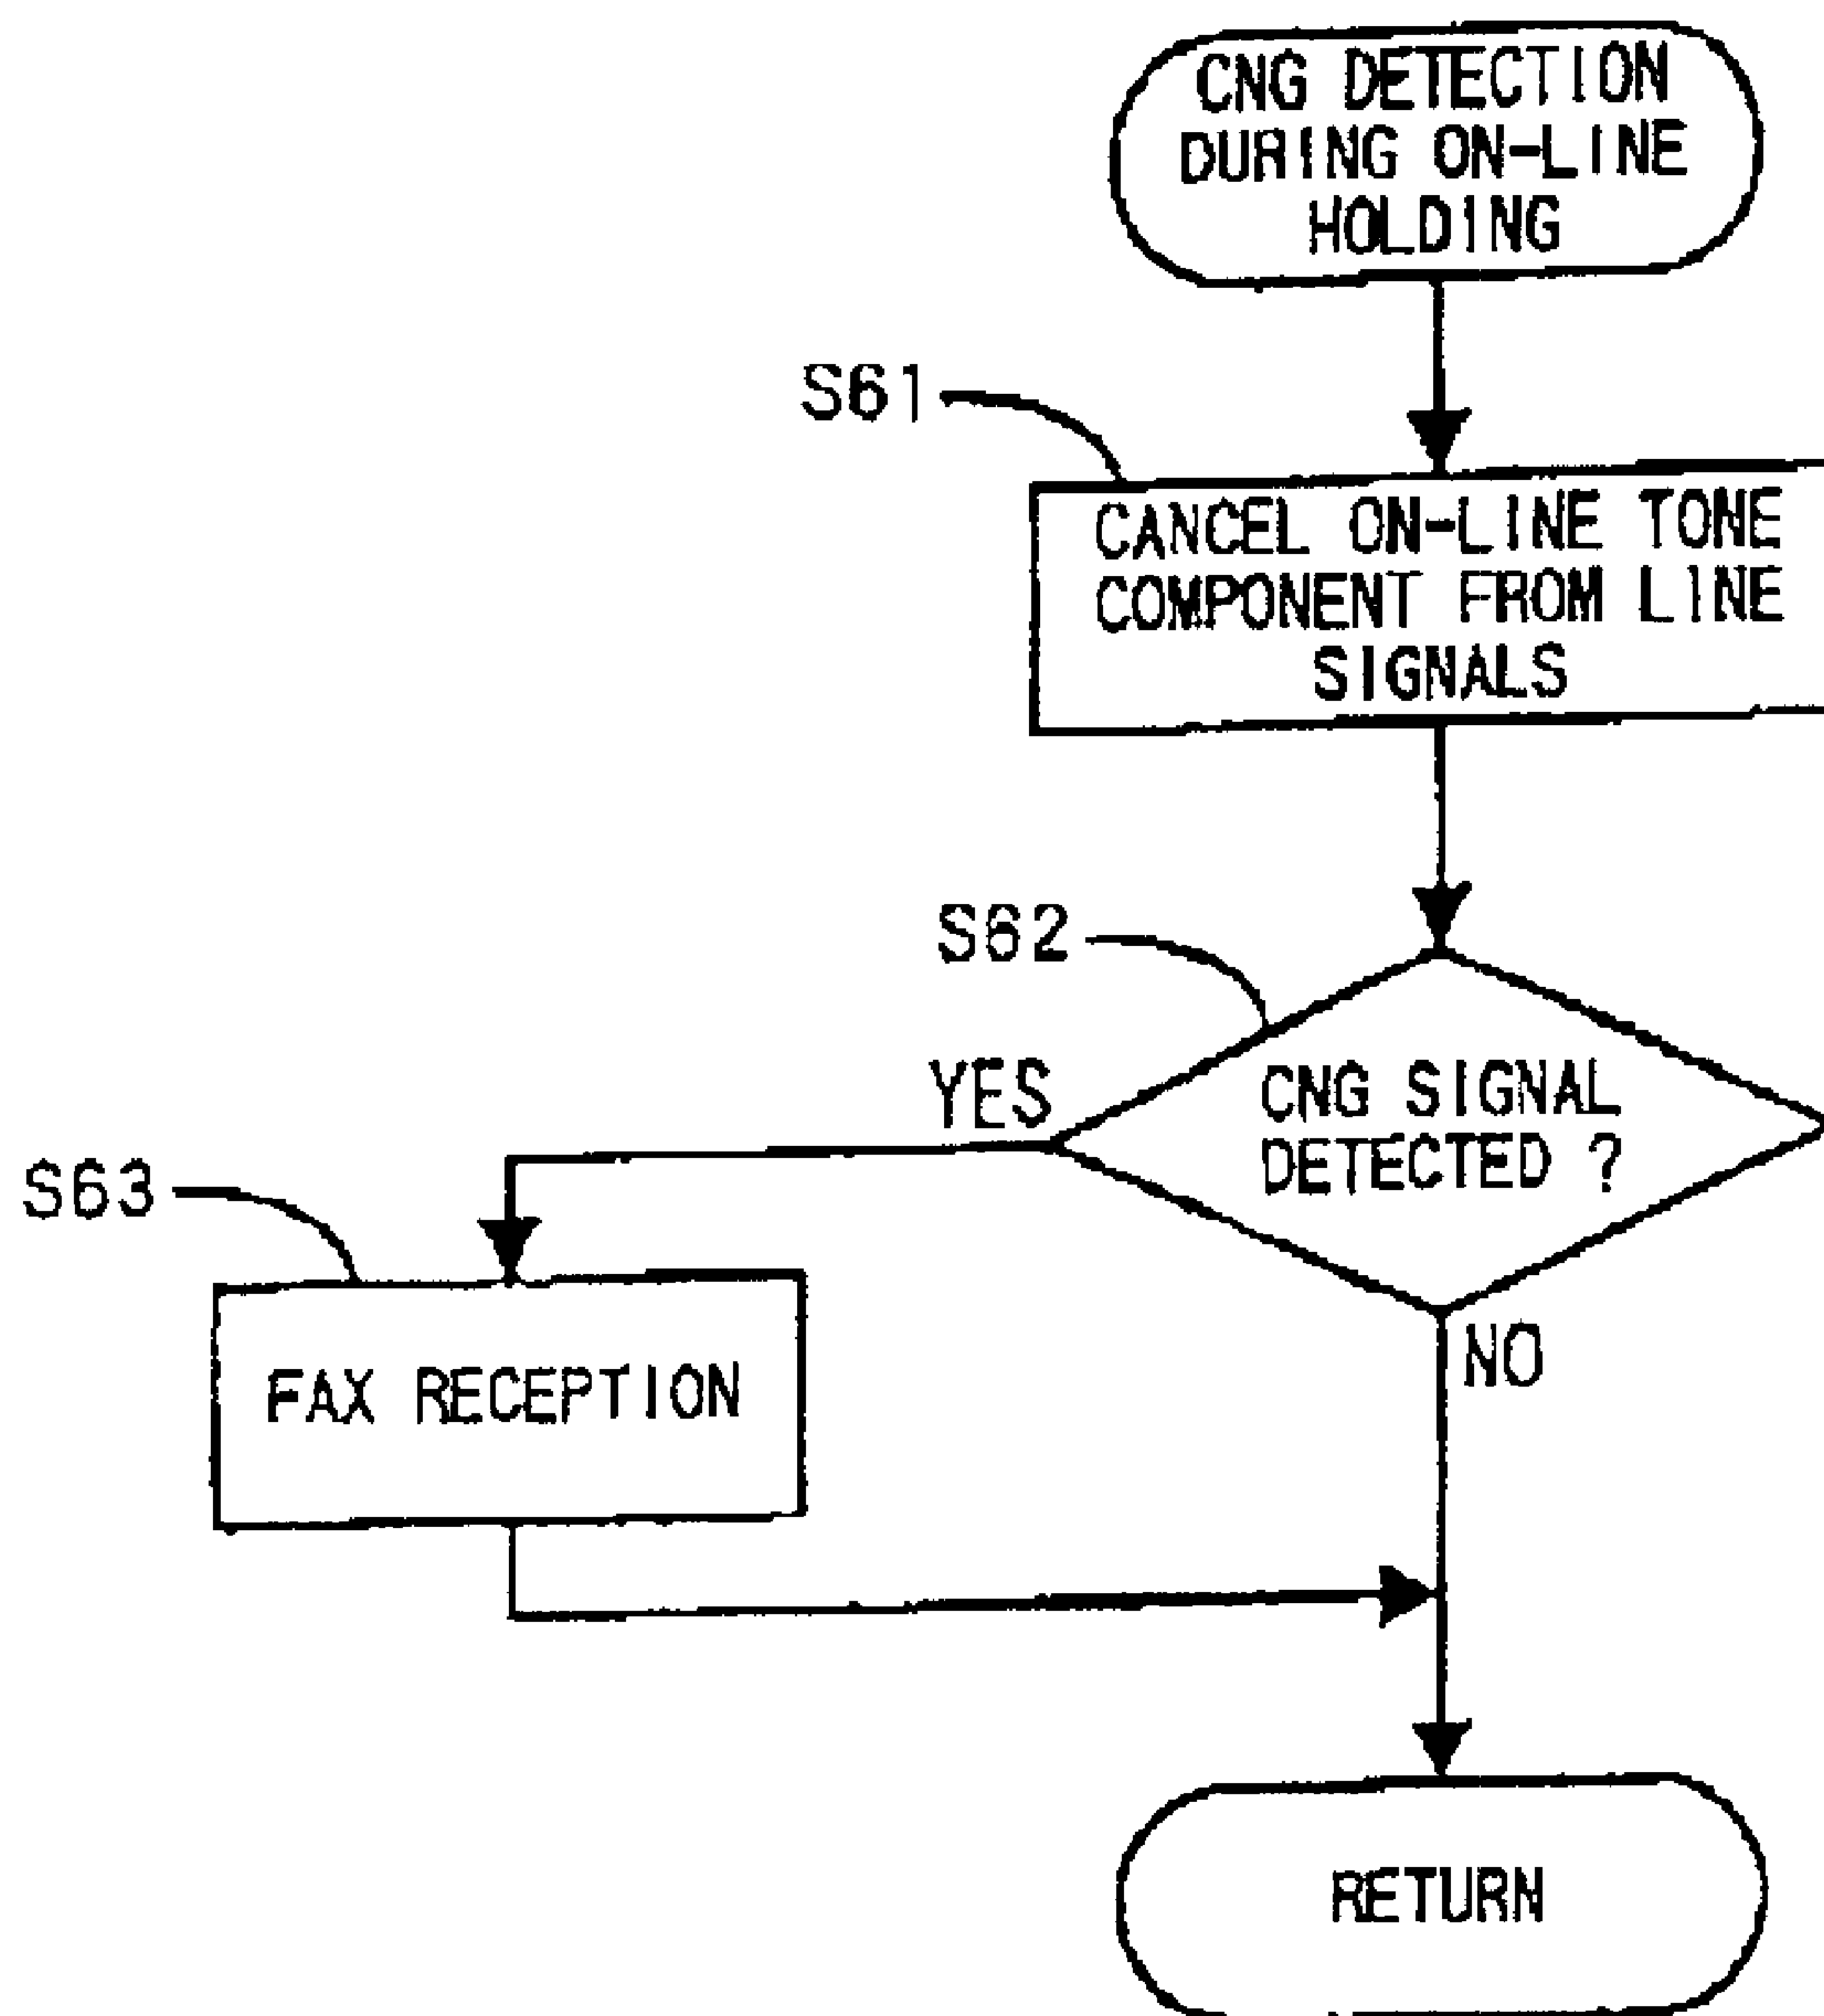 CNG DETECTION
DURING ON-LINE
HOLDING
S61
CANCEL ON-LINE TONE
COMPONENT FROM LINE
SIGNALS
S62
YES
CNG SIGNAL
DETECTED ?
S63
NO
FAX RECEPTION
RETURN